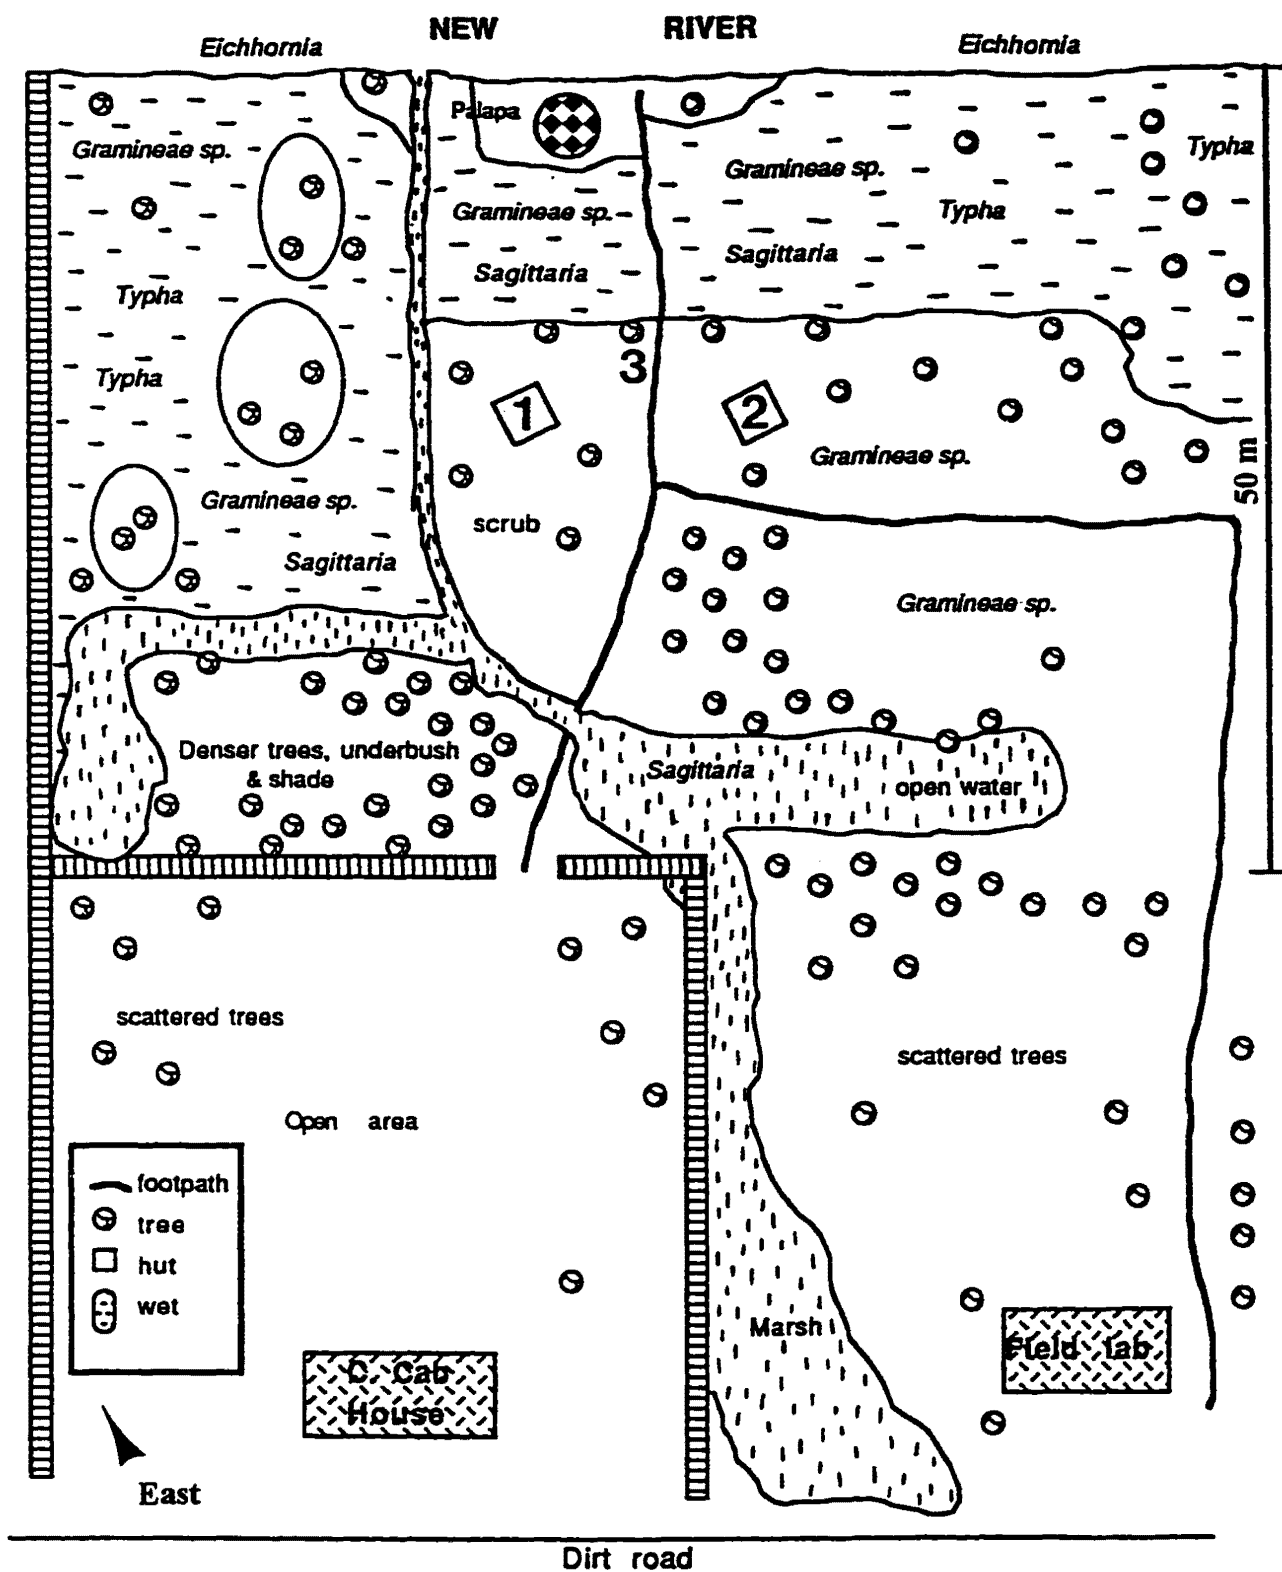 NEW RIVER
Eichhornia
Eichhornia
Palapa
Gramineae sp.
Gramineae sp.
Typha
Gramineae sp.
Typha
Sagittaria
Sagittaria
Typha
3
Typha
1
2
Gramineae sp.
50 m
Gramineae sp.
scrub
Sagittaria
Gramineae sp.
Denser trees, underbush
& shade
Sagittaria
open water
scattered trees
scattered trees
Open area
footpath
tree
hut
wet
Marsh
Field lab
C. Cab
House
East
Dirt road